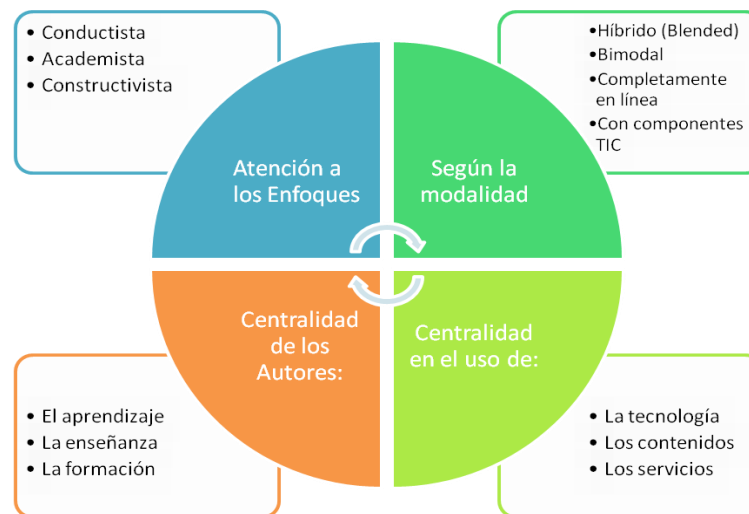 • Conductista
• Academista
• Constructivista
•Híbrido (Blended)
•Bimodal
•Completamente
en línea
•Con componentes
TIC
Atención a
los Enfoques
Según la
modalidad
Centralidad
de los
Autores:
Centralidad
en el uso de:
• El aprendizaje
• La enseñanza
• La formación
• La tecnología
• Los contenidos
• Los servicios